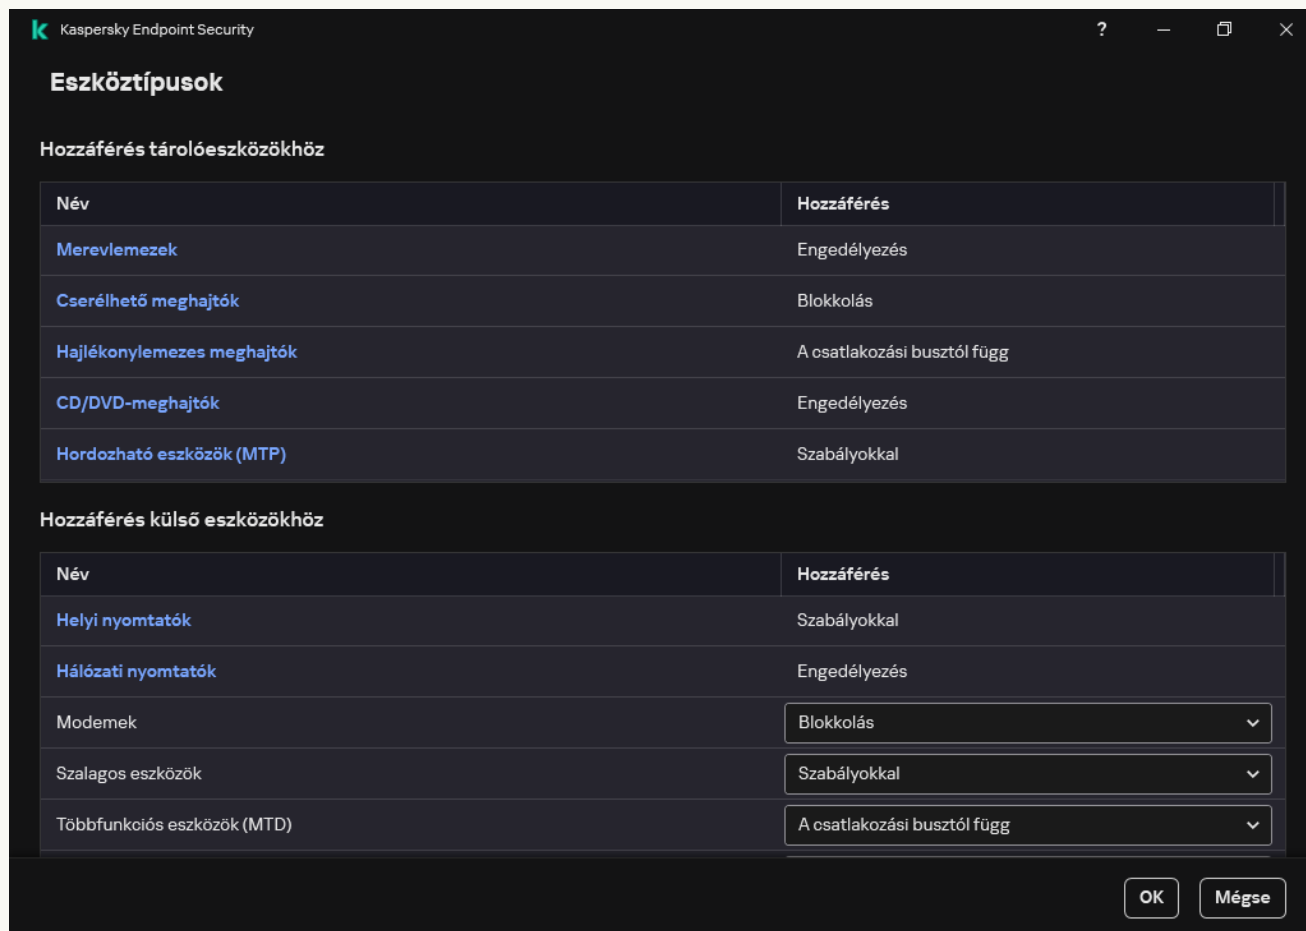 Kaspersky Endpoint Security ?
Eszköztípusok
Hozzáférés tárolóeszközökhöz
Név Hozzáférés
Merevlemezek Engedélyezés
Cserélhető meghajtók Blokkolás
Hajlékonylemezes meghajtók A csatlakozási busztól függ
CD/DVD-meghajtók Engedélyezés
Hordozható eszközök (MTP) Szabályokkal
Hozzáférés külső eszközökhöz
Név Hozzáférés
Helyi nyomtatók Szabályokkal
Hálózati nyomtatók Engedélyezés
Modemek Blokkolás
Szalagos eszközök Szabályokkal
Többfunkciós eszközök (MTD) A csatlakozási busztól függ
OK Mégse